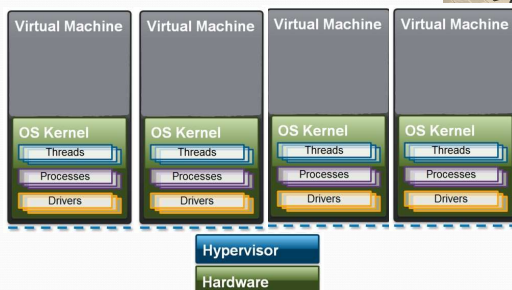 Virtual Machine
OS Kernel
Threads
Processes
Drivers
Virtual Machine
OS Kernel
Threads
Processes
Drivers
Virtual Machine
OS Kernel
Threads
Processes
Drivers
Virtual Machine
OS Kernel
Threads
Processes
Drivers
Hypervisor
Hardware